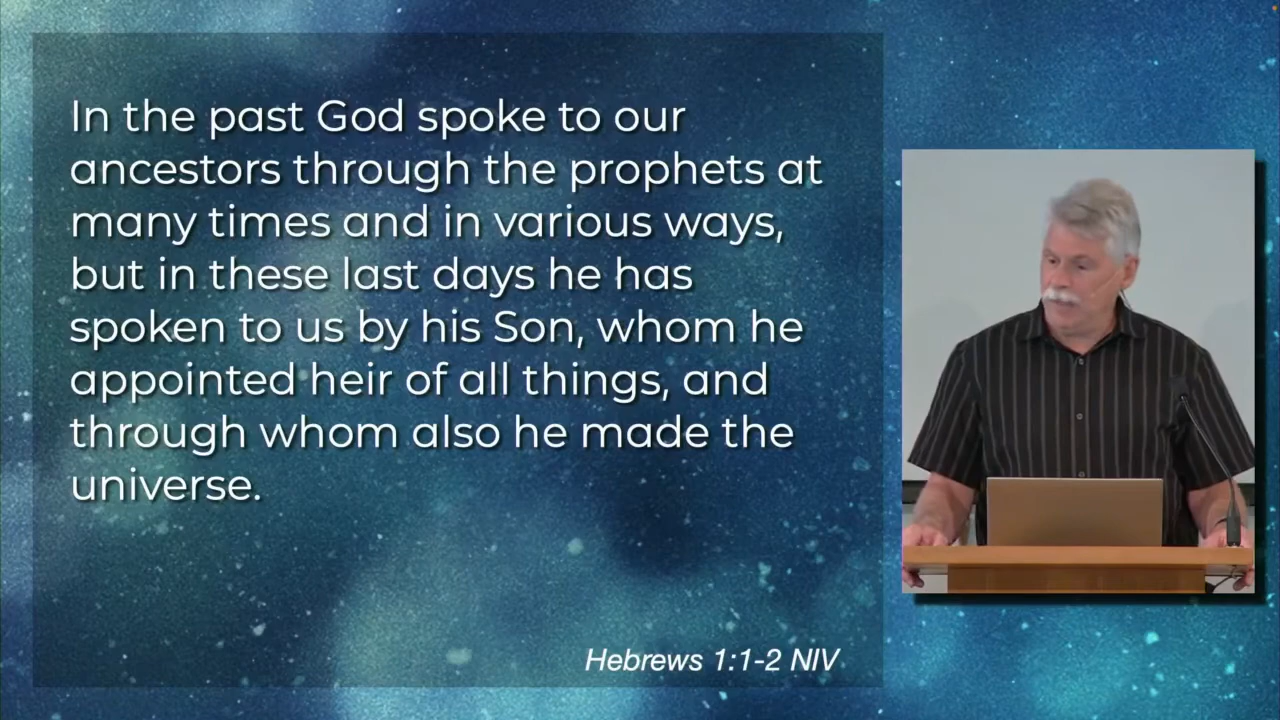 In the past God spoke to our
ancestors through the prophets at
many times and in various ways,
but in these last days he has
spoken to us by his Son, whom he
appointed heir of all things, and
through whom also he made the
universe.
Hebrews 1:1-2 NIV